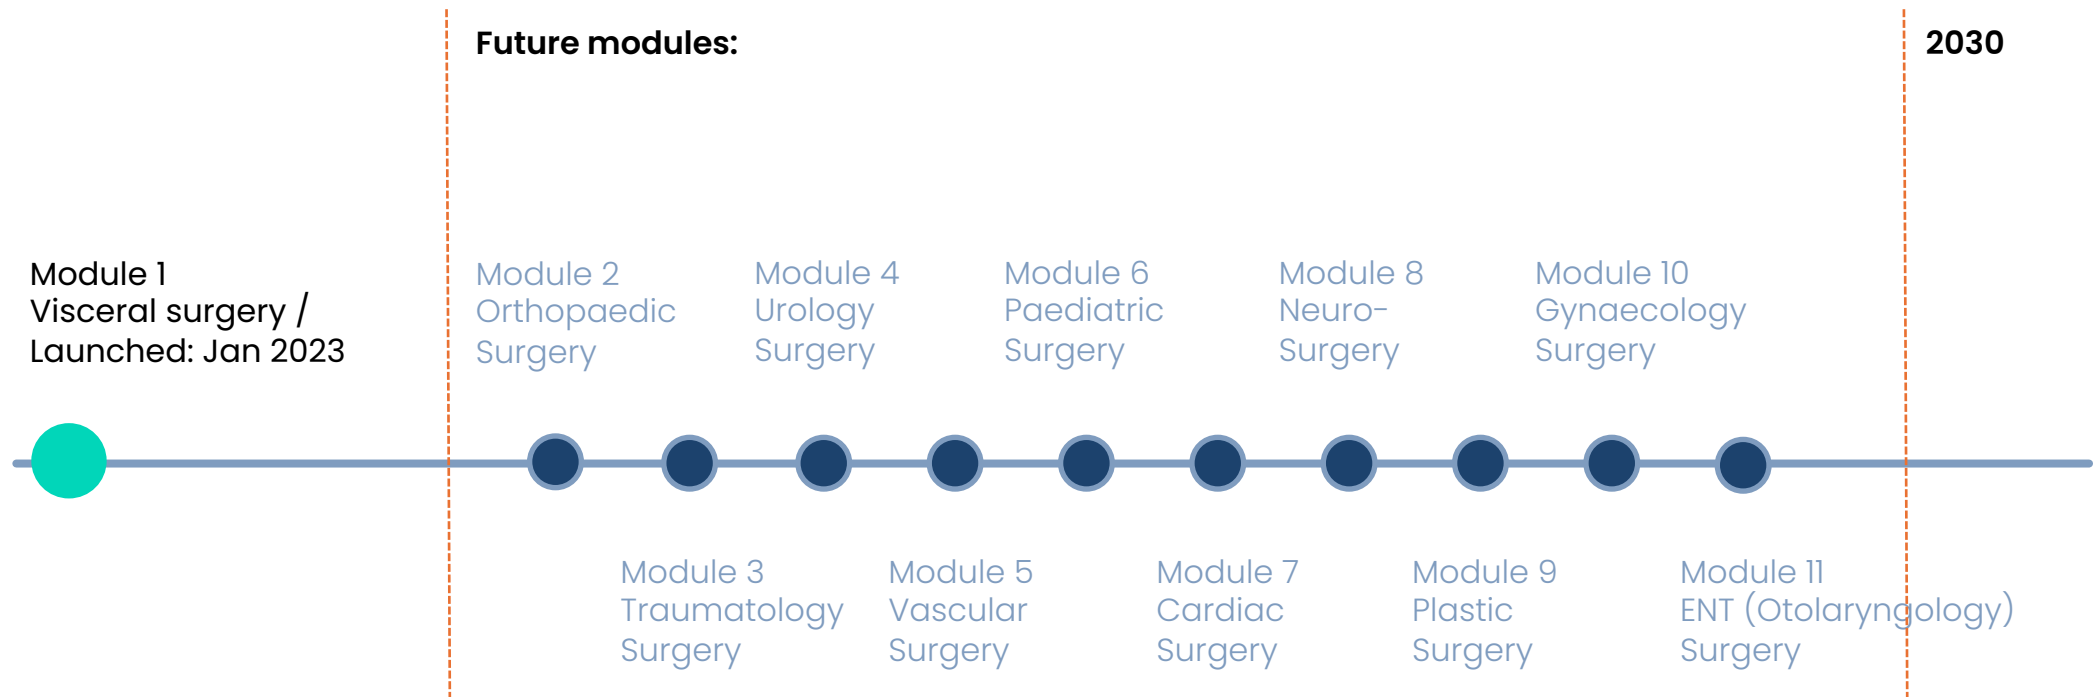 Future modules:
2030
Module 1
Visceral surgery /
Launched: Jan 2023
Module 2
Orthopaedic
Surgery
Module 4
Urology
Surgery
Module 6
Paediatric
Surgery
Module 8
Neuro-
Surgery
Module 10
Gynaecology
Surgery
Module 3
Traumatology
Surgery
Module 5
Vascular
Surgery
Module 7
Cardiac
Surgery
Module 9
Plastic
Surgery
Module 11
ENT (Otolaryngology)
Surgery